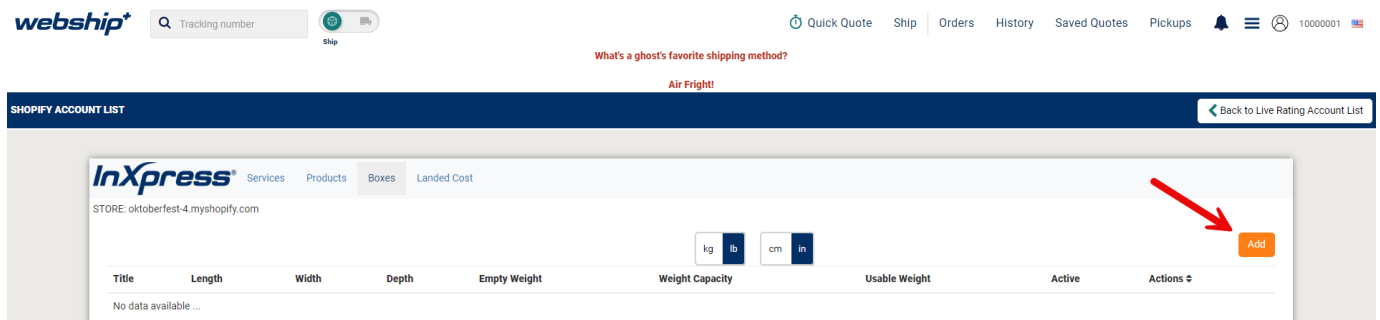 webship+ Tracking number Quick Quote Ship Orders History Saved Quotes Pickups 10000001
Ship
What's a ghost's favorite shipping method?
Air Fright!
SHOPIFY ACCOUNT LIST Back to Live Rating Account List
InXpress® Services Products Boxes Landed Cost
STORE: oktoberfest-4.myshopify.com
kg lb cm in Add
Title Length Width Depth Empty Weight Weight Capacity Usable Weight Active Actions
No data available ...